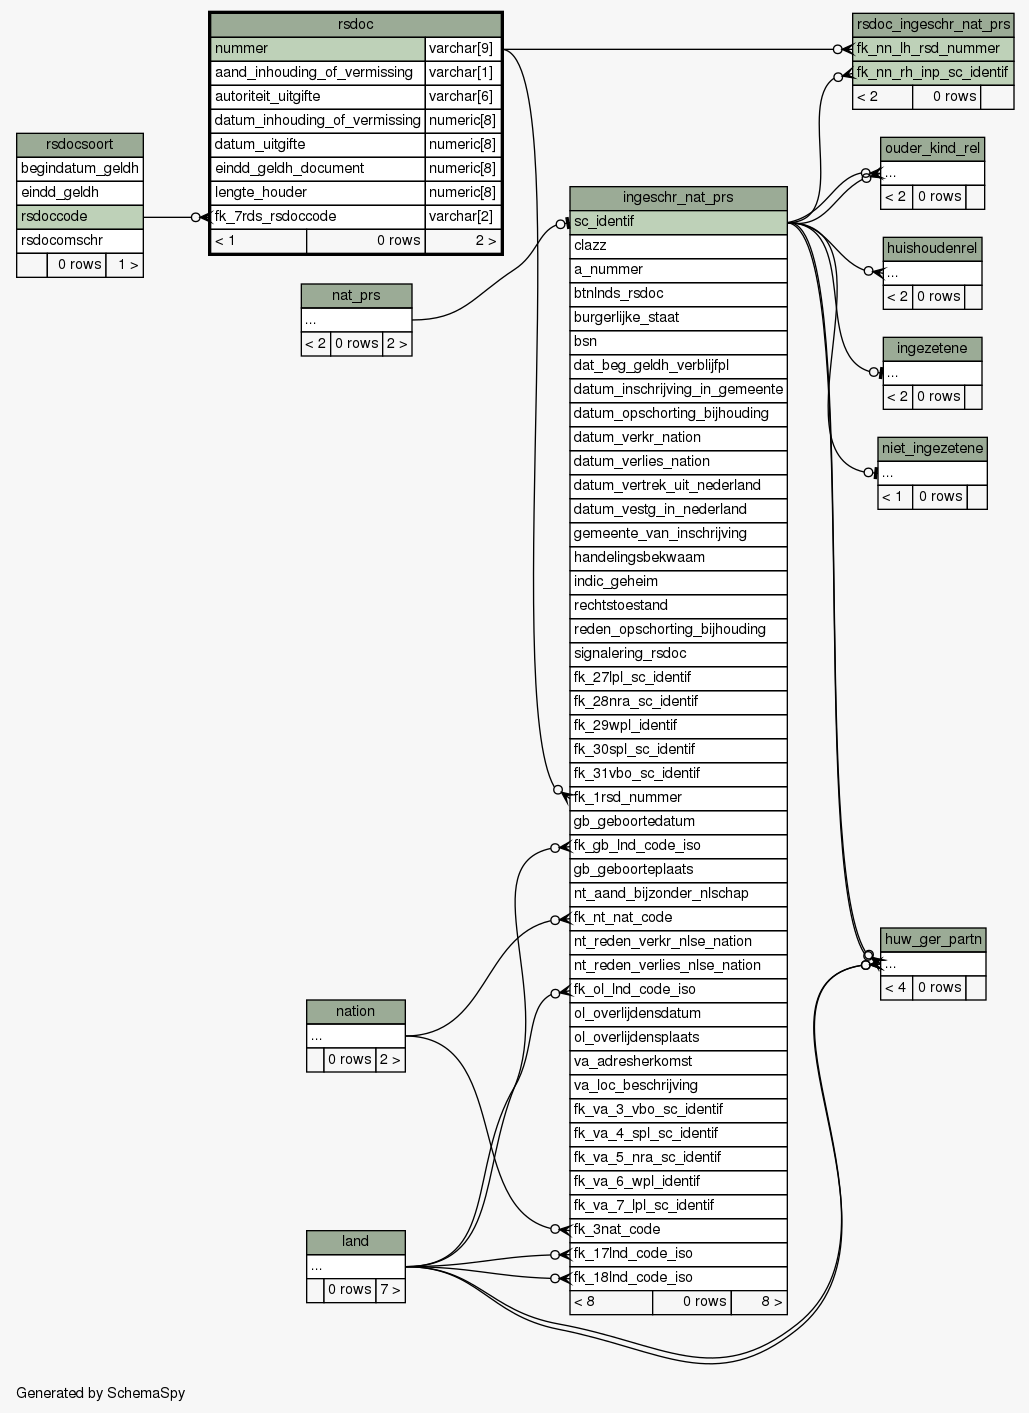 rsdoc
nummer varchar[9]
aand_inhouding_of_vermissing varchar[1]
autoriteit_uitgifte varchar[6]
datum_inhouding_of_vermissing numeric[8]
datum_uitgifte numeric[8]
eindd_geldh_document numeric[8]
lengte_houder numeric[8]
fk_7rds_rsdoccode varchar[2]
< 1 0 rows 2 >
rsdoc_ingeschr_nat_prs
fk_nn_lh_rsd_nummer
fk_nn_rh_inp_sc_identif
< 2 0 rows
rsdocsoort
begindatum_geldh
eindd_geldh
rsdoccode
rsdocomschr
0 rows 1 >
ouder_kind_rel
...
< 2 0 rows
huishoudenrel
...
< 2 0 rows
nat_prs
...
< 2 0 rows 2 >
ingezetene
...
< 2 0 rows
niet_ingezetene
...
< 1 0 rows
ingeschr_nat_prs
sc_identif
clazz
a_nummer
btnlnds_rsdoc
burgerlijke_staat
bsn
dat_beg_geldh_verblijfpl
datum_inschrijving_in_gemeente
datum_opschorting_bijhouding
datum_verkr_nation
datum_verlies_nation
datum_vertrek_uit_nederland
datum_vestg_in_nederland
gemeente_van_inschrijving
handelingsbekwaam
indic_geheim
rechtstoestand
reden_opschorting_bijhouding
signalering_rsdoc
fk_27lpl_sc_identif
fk_28nra_sc_identif
fk_29wpl_identif
fk_30spl_sc_identif
fk_31vbo_sc_identif
fk_1rsd_nummer
gb_geboortedatum
fk_gb_lnd_code_iso
gb_geboorteplaats
nt_aand_bijzonder_nlschap
fk_nt_nat_code
nt_reden_verkr_nlse_nation
nt_reden_verlies_nlse_nation
fk_ol_lnd_code_iso
ol_overlijdensdatum
ol_overlijdensplaats
va_adresherkomst
va_loc_beschrijving
fk_va_3_vbo_sc_identif
fk_va_4_spl_sc_identif
fk_va_5_nra_sc_identif
fk_va_6_wpl_identif
fk_va_7_lpl_sc_identif
fk_3nat_code
fk_17lnd_code_iso
fk_18lnd_code_iso
< 8 0 rows 8 >
huw_ger_partn
...
< 4 0 rows
nation
...
0 rows 2 >
land
...
0 rows 7 >
Generated by SchemaSpy